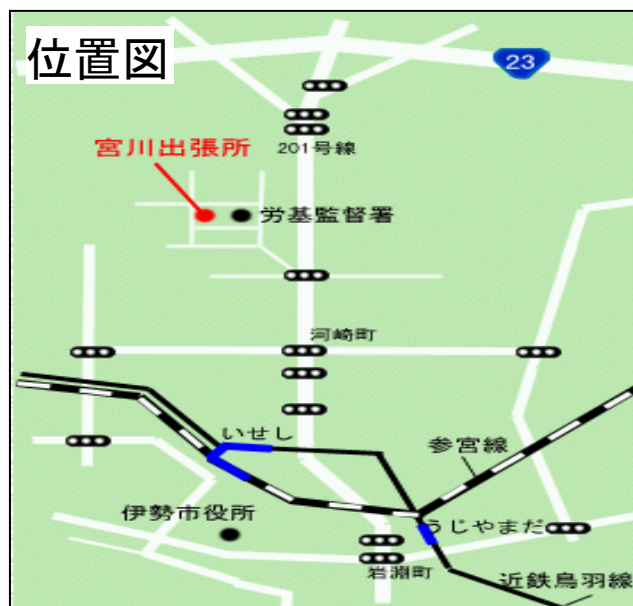 位置図
23
宮川出張所
201号線
労基監督署
河崎町
いせし
参宮線
伊勢市役所
うじやまだ
岩淵町
近鉄鳥羽線